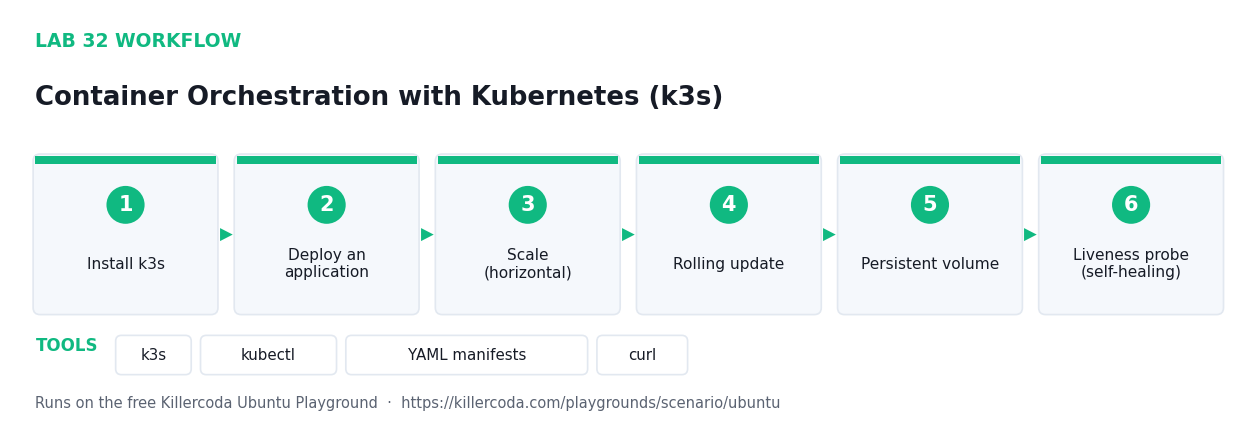 LAB 32 WORKFLOW
Container Orchestration with Kubernetes (k3s)
1
Install k3s
2
Deploy an
application
3
Scale
(horizontal)
4
Rolling update
5
Persistent volume
6
Liveness probe
(self-healing)
TOOLS
k3s
kubectl
YAML manifests
curl
Runs on the free Killercoda Ubuntu Playground · https://killercoda.com/playgrounds/scenario/ubuntu